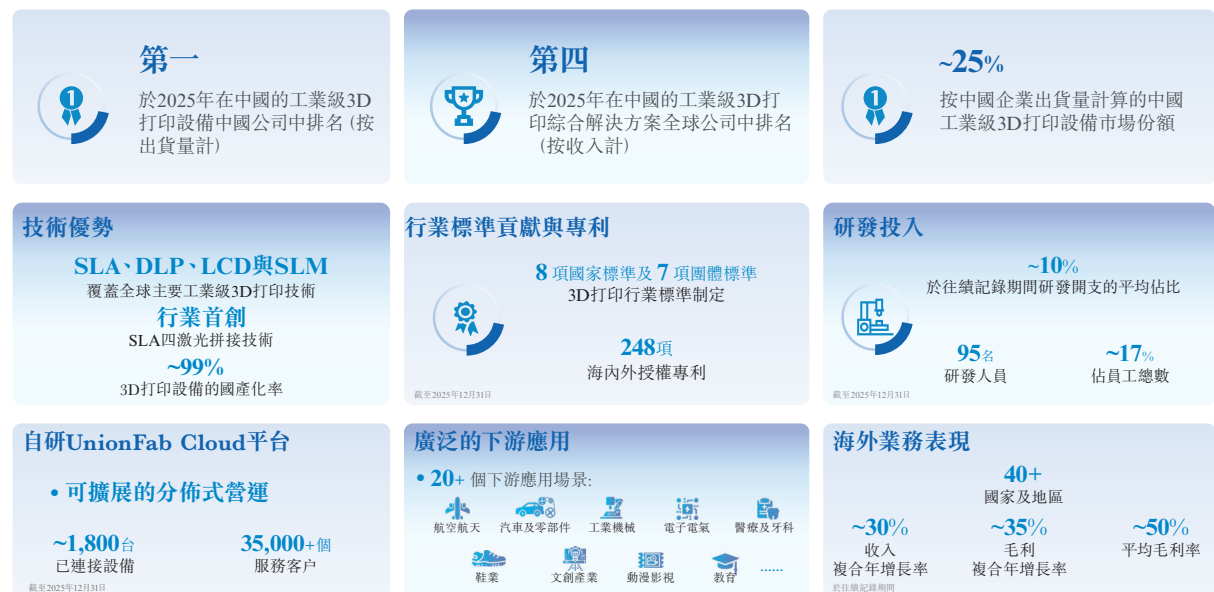 第一
於2025年在中國的工業級3D
打印設備中國公司中排名（按
出貨量計）
第四
於2025年在中國的工業級3D打
印綜合解決方案全球公司中排名
（按收入計）
~25%
按中國企業出貨量計算的中國
工業級3D打印設備市場份額
技術優勢
SLA、DLP、LCD與SLM
覆蓋全球主要工業級3D打印技術
行業首創
SLA四激光拼接技術
~99%
3D打印設備的國產化率
行業標準貢獻與專利
8 項國家標準及 7 項團體標準
3D打印行業標準制定
248項
海內外授權專利
截至2025年12月31日
研發投入
~10%
於往績記錄期間研發開支的平均佔比
95名
研發人員
~17%
佔員工總數
截至2025年12月31日
自研UnionFab Cloud平台
• 可擴展的分佈式營運
~1,800台
已連接設備
35,000+個
服務客户
截至2025年12月31日
廣泛的下游應用
• 20+ 個下游應用場景:
航空航天
汽車及零部件
工業機械
電子電氣
醫療及牙科
鞋業
文創產業
動漫影視
教育
......
海外業務表現
40+
國家及地區
~30%
收入
複合年增長率
~35%
毛利
複合年增長率
~50%
平均毛利率
於往績記錄期間